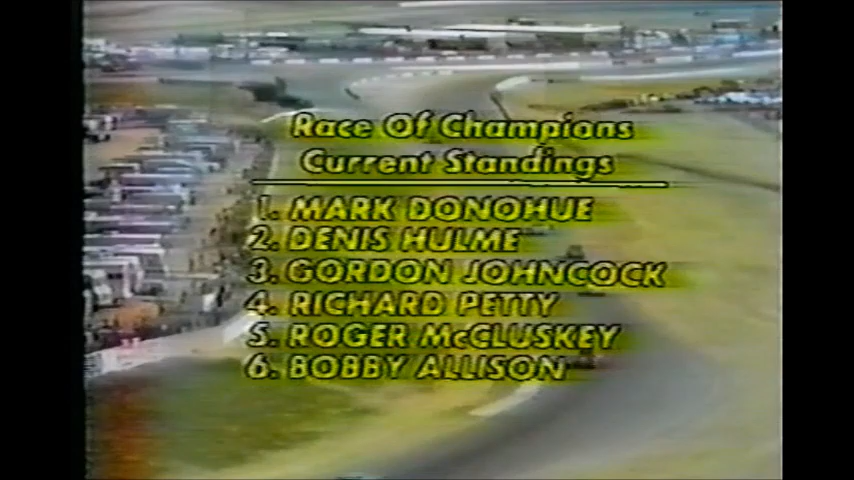 Race Of Champions
Current Standings
1. MARK DONOHUE
2. DENIS HULME
3. GORDON JOHNCOCK
4. RICHARD PETTY
5. ROGER McCLUSKEY
6. BOBBY ALLISON